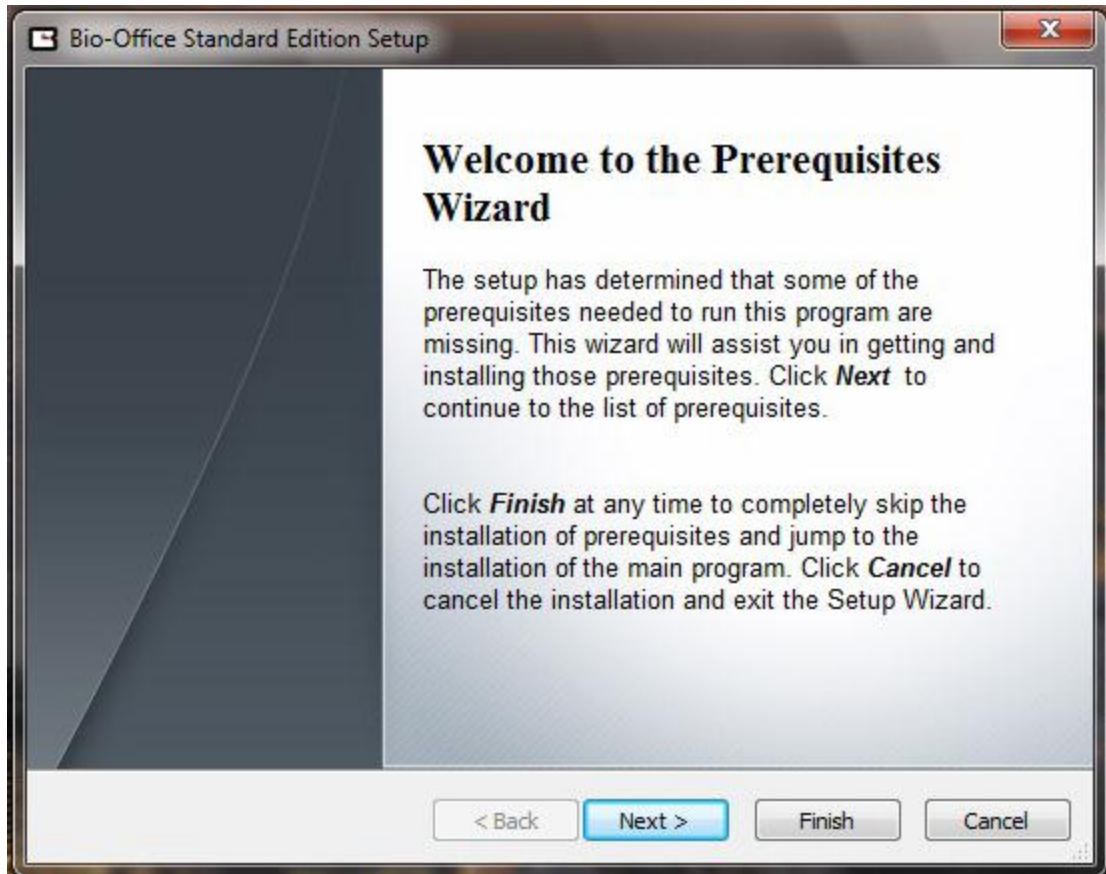 Bio-Office Standard Edition Setup
Welcome to the Prerequisites
Wizard
The setup has determined that some of the
prerequisites needed to run this program are
missing. This wizard will assist you in getting and
installing those prerequisites. Click Next to
continue to the list of prerequisites.
Click Finish at any time to completely skip the
installation of prerequisites and jump to the
installation of the main program. Click Cancel to
cancel the installation and exit the Setup Wizard.
< Back Next > Finish Cancel